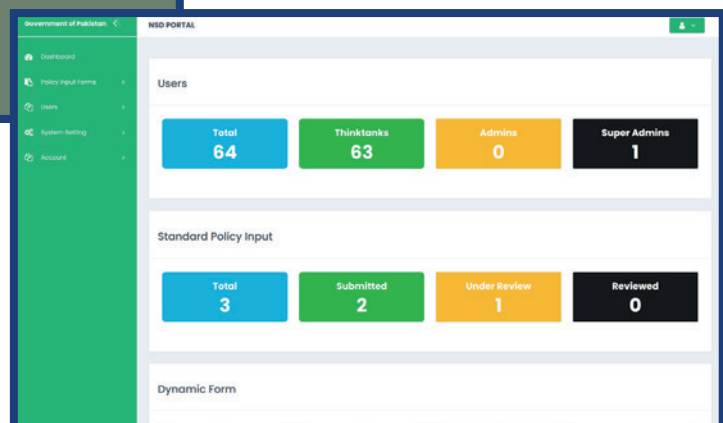 Government of Pakistan
NSD PORTAL
Dashboard
Policy Input Forms
Users
System Setting
Account
Users
Total
64
Thinktanks
63
Admins
0
Super Admins
1
Standard Policy Input
Total
3
Submitted
2
Under Review
1
Reviewed
0
Dynamic Form